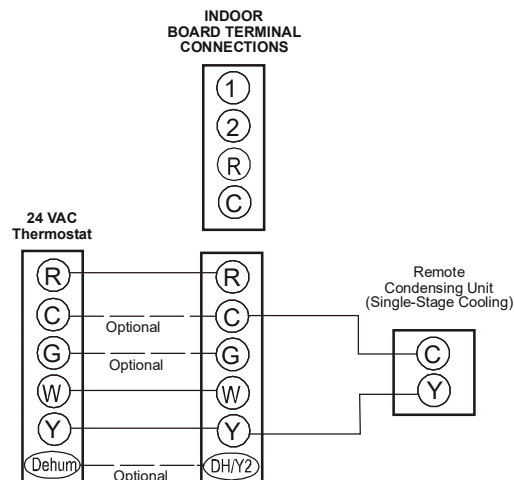 INDOOR
BOARD TERMINAL
CONNECTIONS
1
2
R
C
24 VAC
Thermostat
R
C
G
W
Y
Dehum
Optional
Optional
Optional
R
C
G
W
Y
DH/Y2
Remote
Condensing Unit
(Single-Stage Cooling)
C
Y